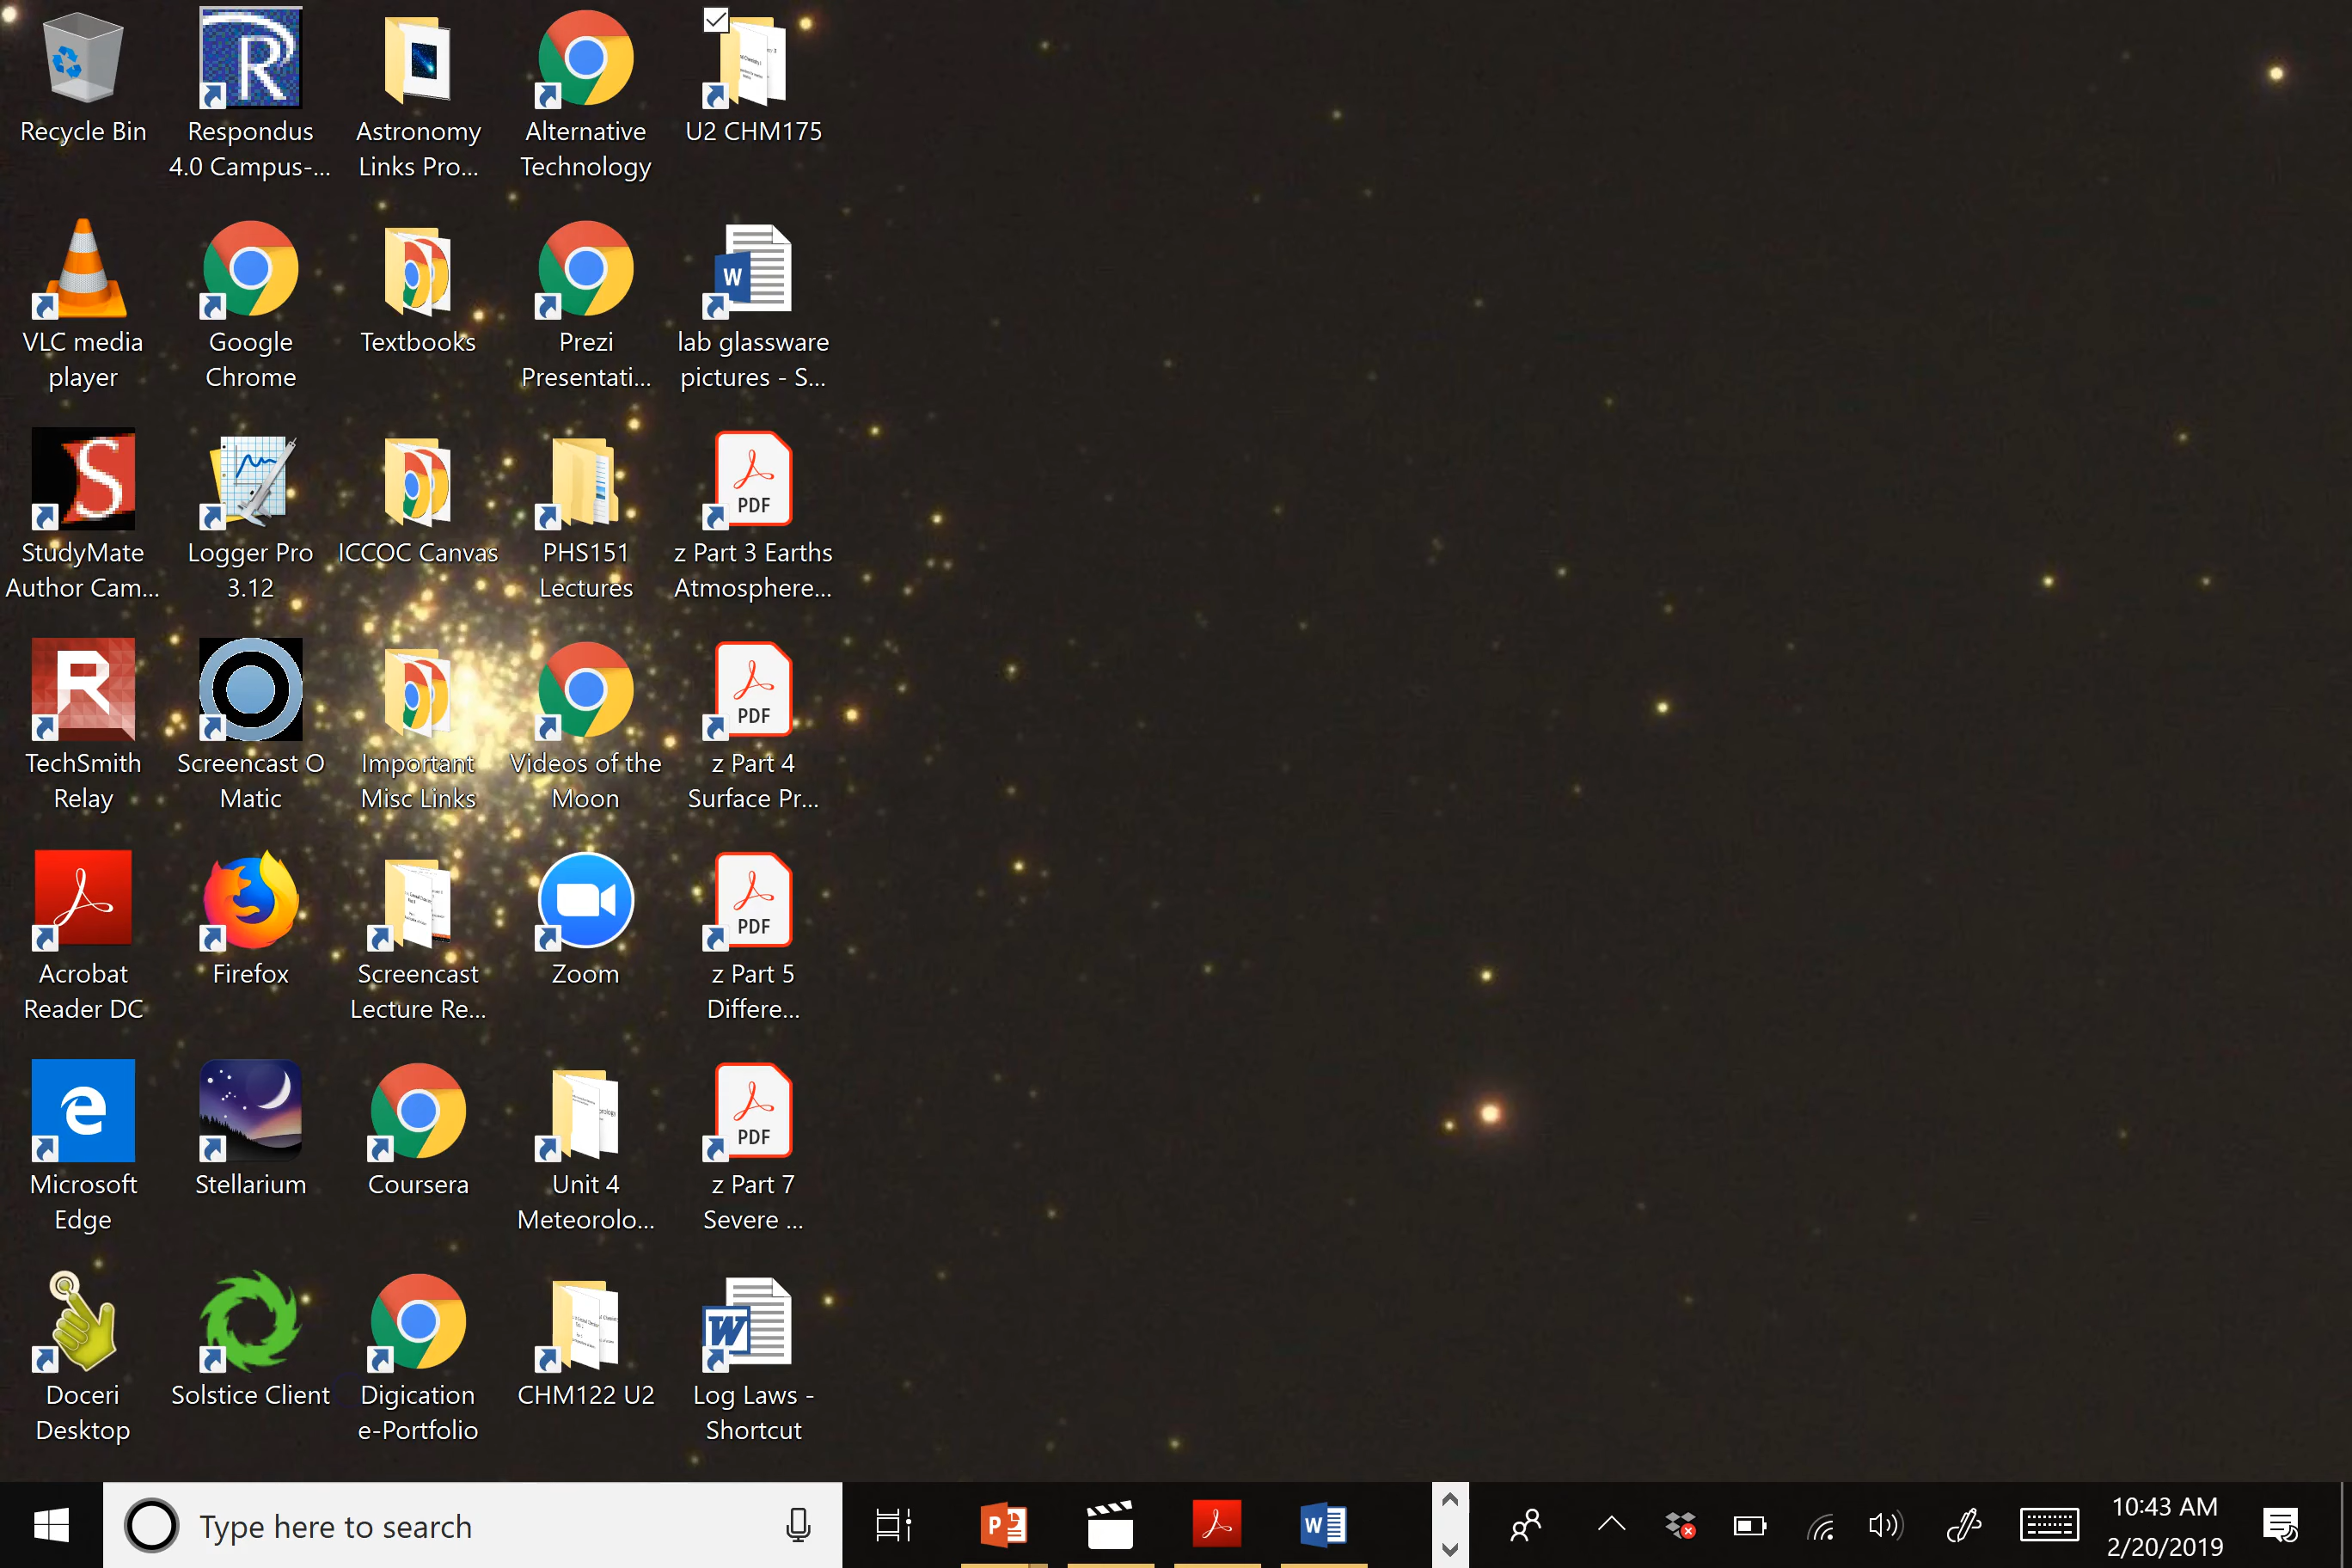 Recycle Bin
Respondus
4.0 Campus-...
Astronomy
Links Pro...
Alternative
Technology
U2 CHM175
VLC media
player
Google
Chrome
Textbooks
Prezi
Presentati...
W
lab glassware
pictures - S...
S
StudyMate
Author Cam...
Logger Pro
3.12
ICCOC Canvas
PHS151
Lectures
PDF
z Part 3 Earths
Atmosphere...
R
TechSmith
Relay
Screencast O
Matic
Important
Misc Links
Videos of the
Moon
PDF
z Part 4
Surface Pr...
Acrobat
Reader DC
Firefox
Screencast
Lecture Re...
Zoom
PDF
z Part 5
Differe...
Microsoft
Edge
Stellarium
Coursera
Unit 4
Meteorolo...
PDF
z Part 7
Severe ...
Doceri
Desktop
Solstice Client
Digication
e-Portfolio
CHM122 U2
W
Log Laws -
Shortcut
Type here to search
P
W
10:43 AM
2/20/2019